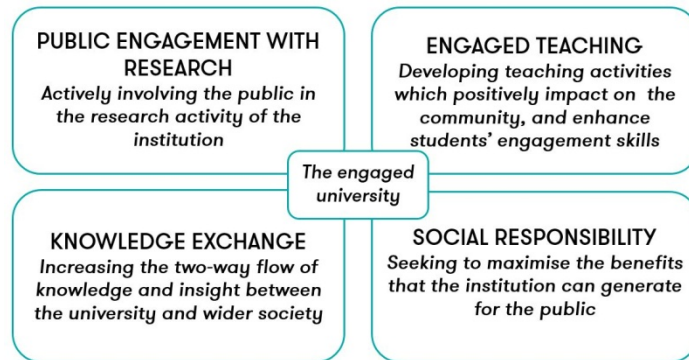 PUBLIC ENGAGEMENT WITH
RESEARCH
Actively involving the public in
the research activity of the
institution
ENGAGED TEACHING
Developing teaching activities
which positively impact on the
community, and enhance
students' engagement skills
The engaged
university
KNOWLEDGE EXCHANGE
Increasing the two-way flow of
knowledge and insight between
the university and wider society
SOCIAL RESPONSIBILITY
Seeking to maximise the benefits
that the institution can generate
for the public